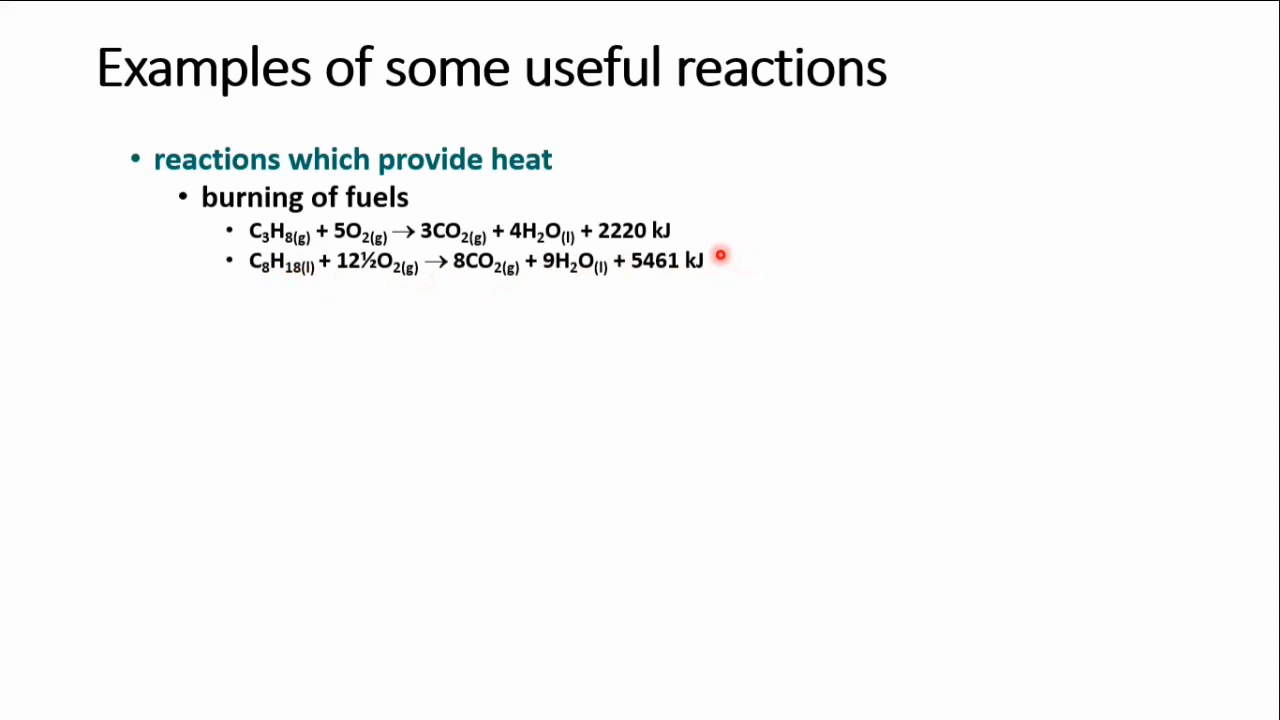 Examples of some useful reactions
• reactions which provide heat
• burning of fuels
• C₃H₈(g) + 5O₂(g) → 3CO₂(g) + 4H₂O(l) + 2220 kJ
• C₈H₁₈(l) + 12½O₂(g) → 8CO₂(g) + 9H₂O(l) + 5461 kJ